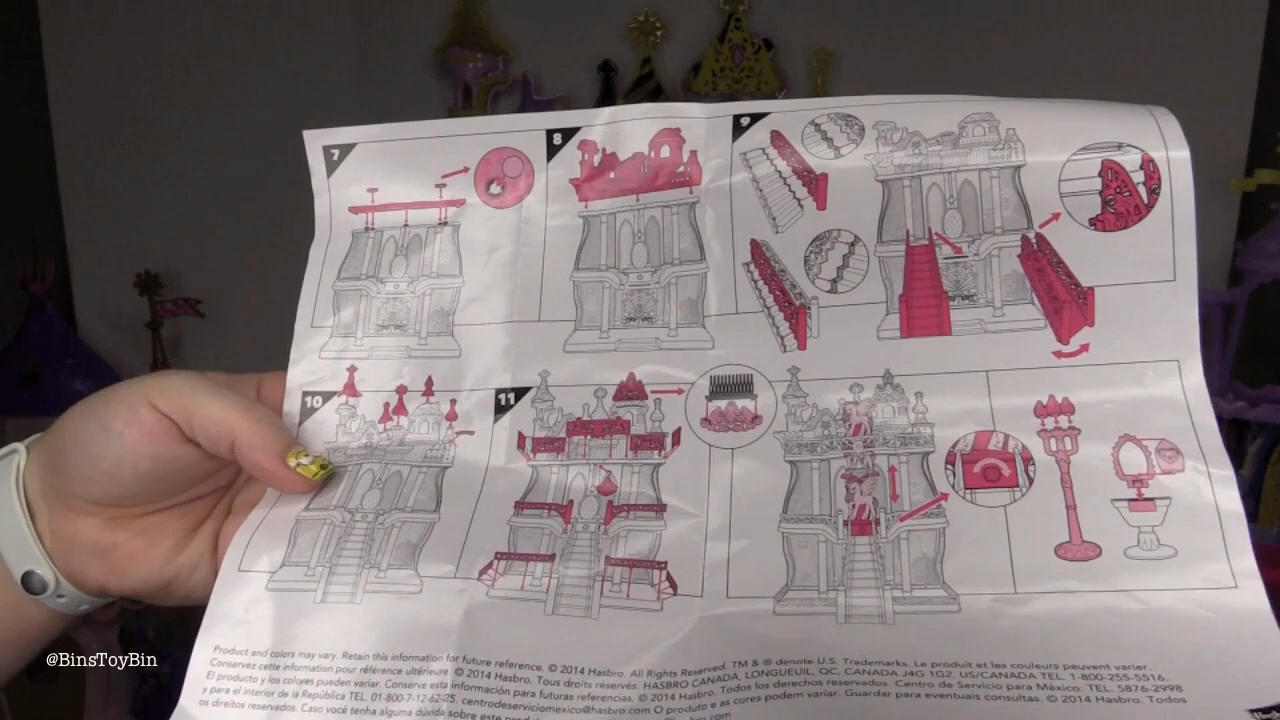 7
8
9
10
11
@BinsToyBin
Product and colors may vary. Retain this information for future reference. © 2014 Hasbro. All Rights Reserved. TM & ® denote U.S. Trademarks. Le produit et les couleurs peuvent varier.
Conservez cette information pour référence ultérieure. © 2014 Hasbro. Tous droits réservés. HASBRO CANADA, LONGUEUIL, QC, CANADA J4G 1G2. US/CANADA TEL. 1-800-255-5516.
El producto y los colores pueden variar. Conserve esta información para futuras referencias. © 2014 Hasbro. Todos los derechos reservados. Centro de Servicio para México: TEL. 5876-2998
y para el interior de la República TEL. 01-800-7-12-62-25. centrodeserviciomexico@hasbro.com O produto e as cores podem variar. Guardar para eventuais consultas. © 2014 Hasbro. Todos
os direitos reservados. Caso você tenha alguma dúvida sobre este